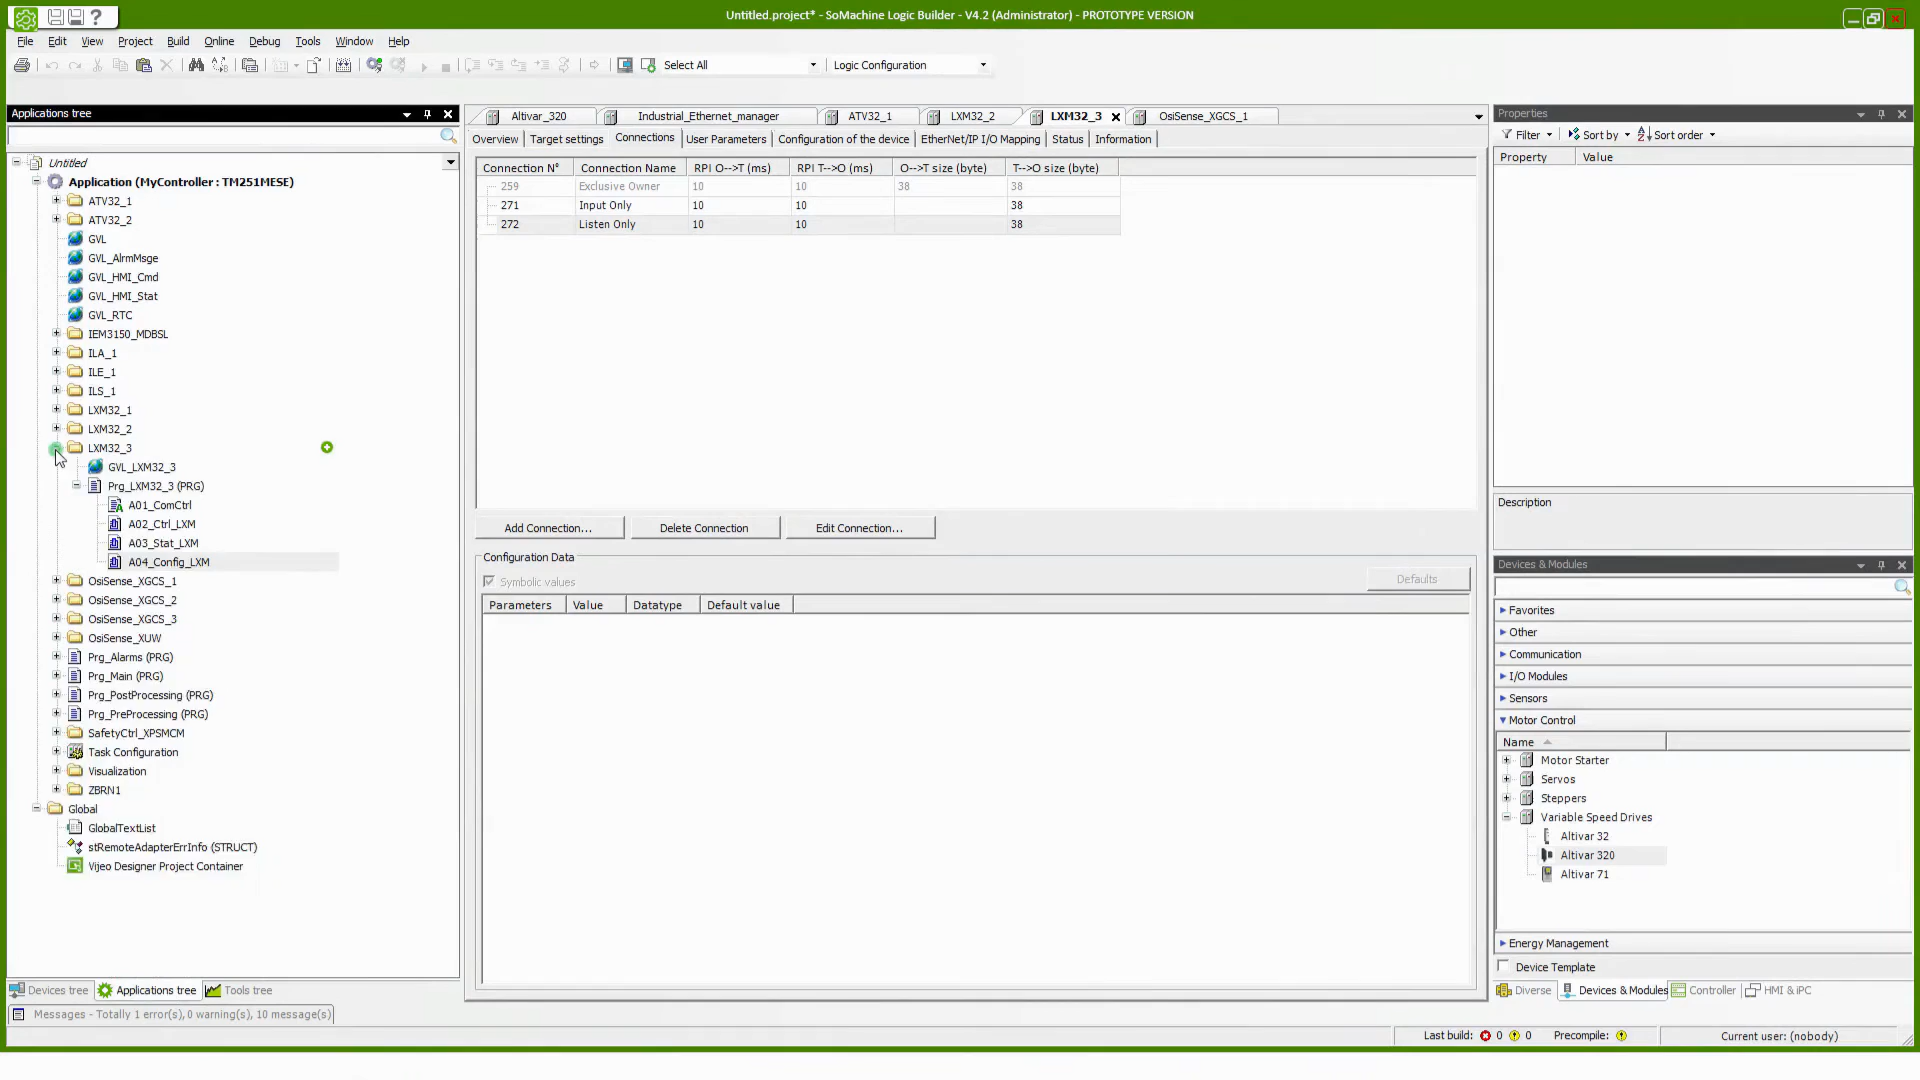 Untitled.project* - SoMachine Logic Builder - V4.2 (Administrator) - PROTOTYPE VERSION
File Edit View Project Build Online Debug Tools Window Help
Select All
Logic Configuration
Applications tree
Untitled
Application (MyController : TM251MESE)
ATV32_1
ATV32_2
GVL
GVL_AlrmMsge
GVL_HMI_Cmd
GVL_HMI_Stat
GVL_RTC
IEM3150_MDBSL
ILA_1
ILE_1
ILS_1
LXM32_1
LXM32_2
LXM32_3
GVL_LXM32_3
Prg_LXM32_3 (PRG)
A01_ComCtrl
A02_Ctrl_LXM
A03_Stat_LXM
A04_Config_LXM
OsiSense_XGCS_1
OsiSense_XGCS_2
OsiSense_XGCS_3
OsiSense_XUW
Prg_Alarms (PRG)
Prg_Main (PRG)
Prg_PostProcessing (PRG)
Prg_PreProcessing (PRG)
SafetyCtrl_XPSMCM
Task Configuration
Visualization
ZBRN1
Global
GlobalTextList
stRemoteAdapterErrInfo (STRUCT)
Vijeo Designer Project Container
Devices tree Applications tree Tools tree
Messages - Totally 1 error(s), 0 warning(s), 10 message(s)
Altivar_320 Industrial_Ethernet_manager ATV32_1 LXM32_2 LXM32_3 OsiSense_XGCS_1
Overview Target settings Connections User Parameters Configuration of the device EtherNet/IP I/O Mapping Status Information
Connection N° Connection Name RPI O-->T (ms) RPI T-->O (ms) O-->T size (byte) T-->O size (byte)
259 Exclusive Owner 10 10 38 38
271 Input Only 10 10 38
272 Listen Only 10 10 38
Add Connection... Delete Connection Edit Connection...
Configuration Data
Symbolic values
Defaults
Parameters Value Datatype Default value
Properties
Filter Sort by Sort order
Property Value
Description
Devices & Modules
Favorites
Other
Communication
I/O Modules
Sensors
Motor Control
Name
Motor Starter
Servos
Steppers
Variable Speed Drives
Altivar 32
Altivar 320
Altivar 71
Energy Management
Device Template
Diverse Devices & Modules Controller HMI & iPC
Last build: 0 0 Precompile: Current user: (nobody)